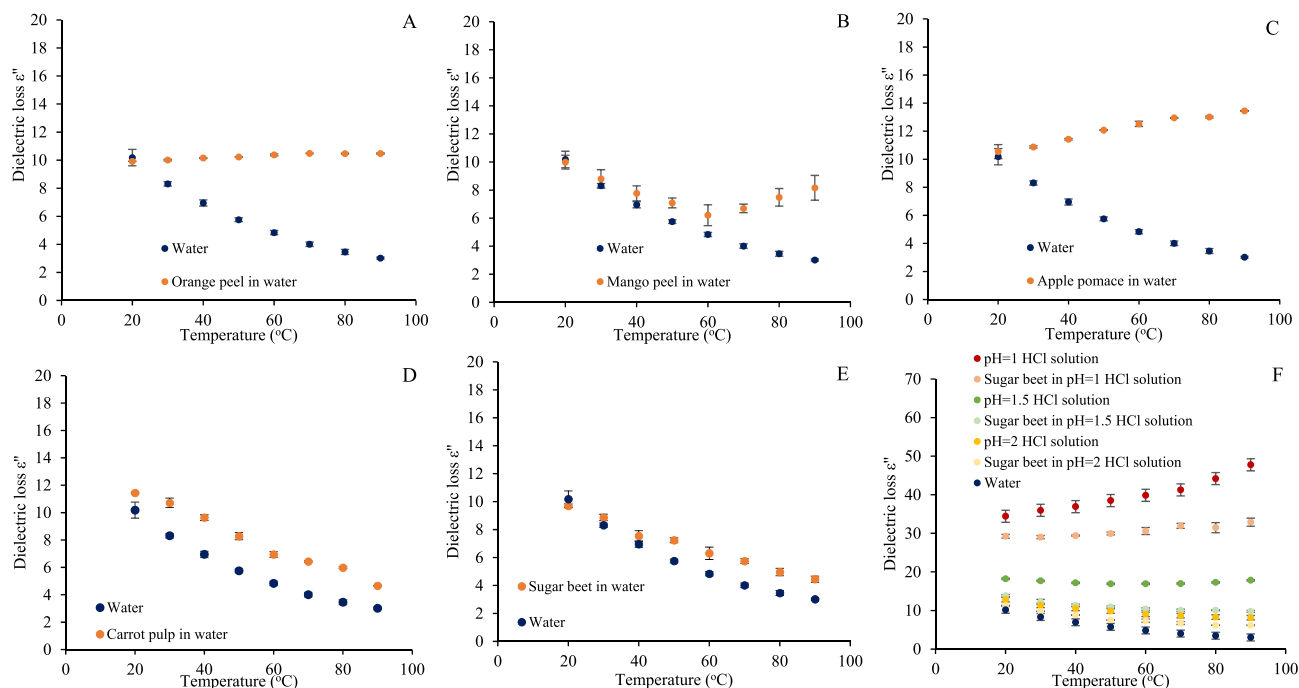 A
Dielectric loss ε"
20
18
16
14
12
10
8
6
4
2
0
Water
Orange peel in water
0
20
40
60
80
100
Temperature (ᵒC)
B
Dielectric loss ε"
20
18
16
14
12
10
8
6
4
2
0
Water
Mango peel in water
0
20
40
60
80
100
Temperature (ᵒC)
C
Dielectric loss ε"
20
18
16
14
12
10
8
6
4
2
0
Water
Apple pomace in water
0
20
40
60
80
100
Temperature (ᵒC)
D
Dielectric loss ε"
20
18
16
14
12
10
8
6
4
2
0
Water
Carrot pulp in water
0
20
40
60
80
100
Temperature (ᵒC)
E
Dielectric loss ε"
20
18
16
14
12
10
8
6
4
2
0
Sugar beet in water
Water
0
20
40
60
80
100
Temperature (ᵒC)
F
pH=1 HCl solution
Sugar beet in pH=1 HCl solution
pH=1.5 HCl solution
Sugar beet in pH=1.5 HCl solution
pH=2 HCl solution
Sugar beet in pH=2 HCl solution
Water
Dielectric loss ε"
70
60
50
40
30
20
10
0
0
20
40
60
80
100
Temperature (ᵒC)